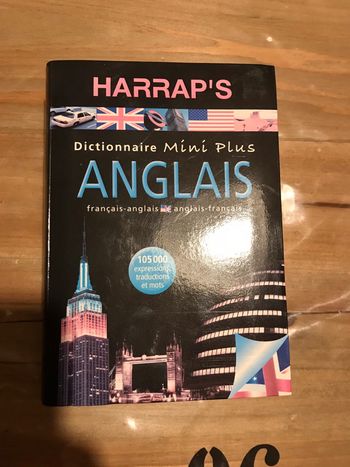 HARRAP'S
Dictionnaire Mini Plus
ANGLAIS
français-anglais anglais-français
105 000
expressions,
traductions
et mots